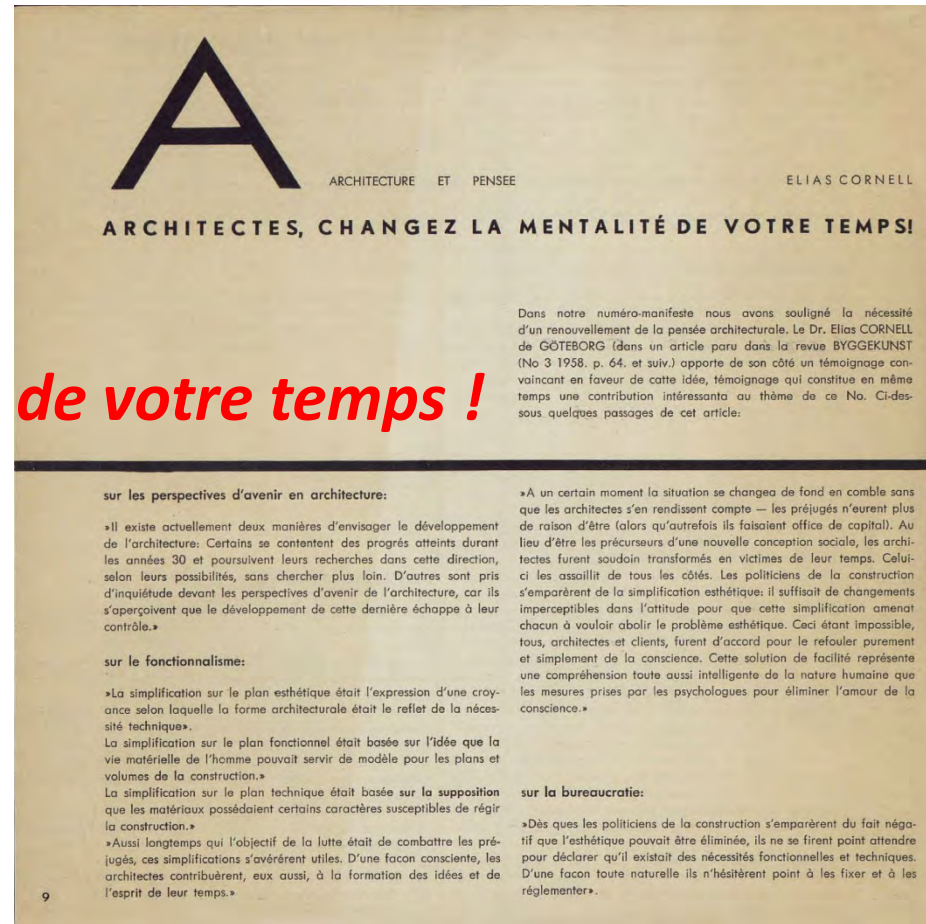 A
ARCHITECTURE ET PENSEE
ELIAS CORNELL
ARCHITECTES, CHANGEZ LA MENTALITÉ DE VOTRE TEMPS!
Dans notre numéro-manifeste nous avons souligné la nécessité
d'un renouvellement de la pensée architecturale. Le Dr. Elias CORNELL
de GÖTEBORG (dans un article paru dans la revue BYGGEKUNST
(No 3 1958. p. 64. et suiv.) apporte de son côté un témoignage con-
vaincant en faveur de catte idée, témoignage qui constitue en même
temps une contribution intéressanta au thème de ce No. Ci-des-
sous quelques passages de cet article:
de votre temps !
sur les perspectives d'avenir en architecture:
»Il existe actuellement deux manières d'envisager le développement
de l'architecture: Certains se contentent des progrés atteints durant
les années 30 et poursuivent leurs recherches dans cette direction,
selon leurs possibilités, sans chercher plus loin. D'autres sont pris
d'inquiétude devant les perspectives d'avenir de l'architecture, car ils
s'aperçoivent que le développement de cette dernière échappe à leur
contrôle.»
sur le fonctionnalisme:
»La simplification sur le plan esthétique était l'expression d'une croy-
ance selon laquelle la forme architecturale était le reflet de la néces-
sité technique».
La simplification sur le plan fonctionnel était basée sur l'idée que la
vie matérielle de l'homme pouvait servir de modèle pour les plans et
volumes de la construction.»
La simplification sur le plan technique était basée sur la supposition
que les matériaux possédaient certains caractères susceptibles de régir
la construction.»
»Aussi longtemps qui l'objectif de la lutte était de combattre les pré-
jugés, ces simplifications s'avérérent utiles. D'une facon consciente, les
architectes contribuèrent, eux aussi, à la formation des idées et de
l'esprit de leur temps.»
»A un certain moment la situation se changea de fond en comble sans
que les architectes s'en rendissent compte — les préjugés n'eurent plus
de raison d'être (alors qu'autrefois ils faisaient office de capital). Au
lieu d'être les précurseurs d'une nouvelle conception sociale, les archi-
tectes furent soudoin transformés en victimes de leur temps. Celui-
ci les assaillit de tous les côtés. Les politiciens de la construction
s'emparèrent de la simplification esthétique: il suffisait de changements
imperceptibles dans l'attitude pour que cette simplification amenat
chacun à vouloir abolir le problème esthétique. Ceci étant impossible,
tous, architectes et clients, furent d'accord pour le refouler purement
et simplement de la conscience. Cette solution de facilité représente
une compréhension toute aussi intelligente de la nature humaine que
les mesures prises par les psychologues pour éliminer l'amour de la
conscience.»
sur la bureaucratie:
»Dès ques les politiciens de la construction s'emparèrent du fait néga-
tif que l'esthétique pouvait être éliminée, ils ne se firent point attendre
pour déclarer qu'il existait des nécessités fonctionnelles et techniques.
D'une facon toute naturelle ils n'hésitèrent point à les fixer et à les
réglementer».
9